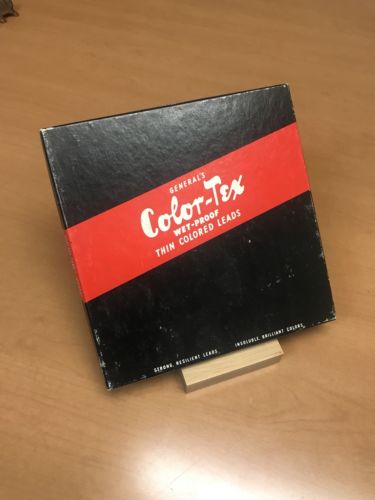 GENERAL'S
Color-Tex
WET-PROOF
THIN COLORED LEADS
STRONG, RESILIENT LEADS INSOLUBLE, BRILLIANT COLORS